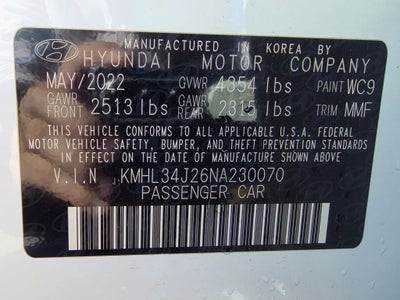 MANUFACTURED IN KOREA BY
HYUNDAI MOTOR COMPANY
MAY/2022 GVWR 4354 lbs PAINT WC9
GAWR FRONT 2513 lbs GAWR REAR 2315 lbs TRIM MMF
THIS VEHICLE CONFORMS TO ALL APPLICABLE U.S.A. FEDERAL
MOTOR VEHICLE SAFETY, BUMPER, AND THEFT PREVENTION STANDARDS
IN EFFECT ON THE DATE OF MANUFACTURE SHOWN ABOVE.
V.I.N KMHL34J26NA230070
PASSENGER CAR